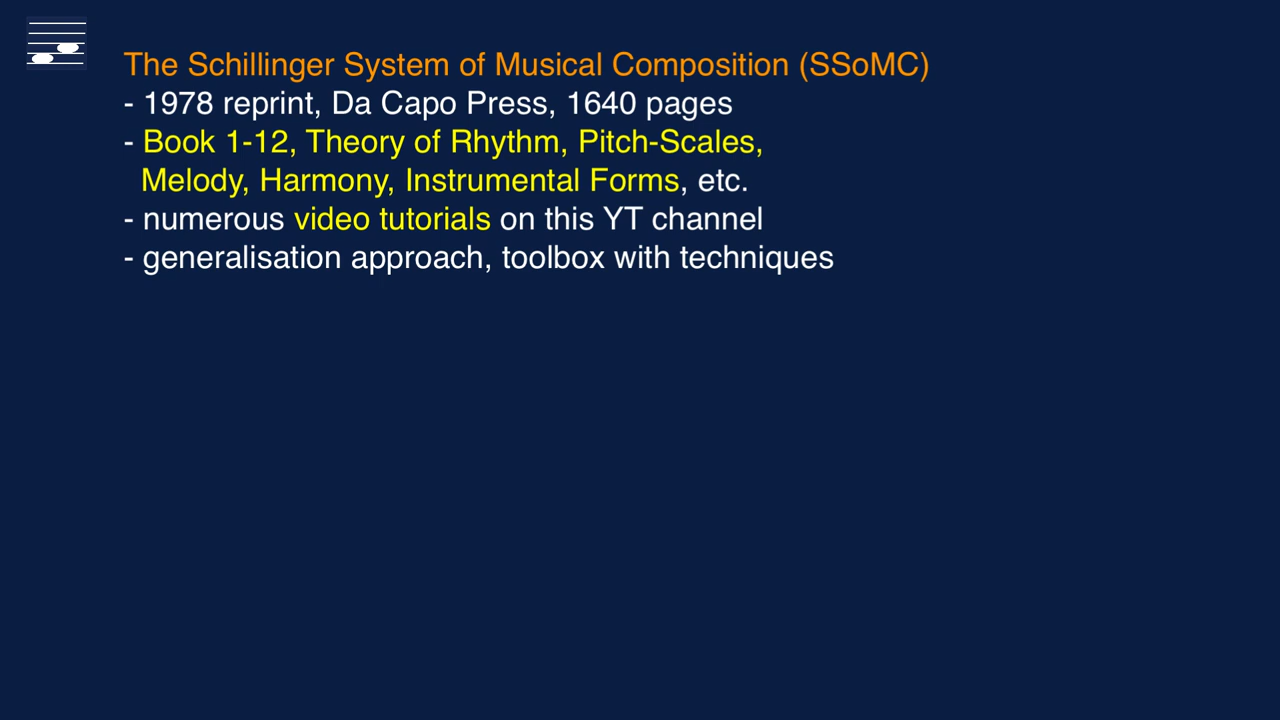 The Schillinger System of Musical Composition (SSoMC)
- 1978 reprint, Da Capo Press, 1640 pages
- Book 1-12, Theory of Rhythm, Pitch-Scales,
Melody, Harmony, Instrumental Forms, etc.
- numerous video tutorials on this YT channel
- generalisation approach, toolbox with techniques